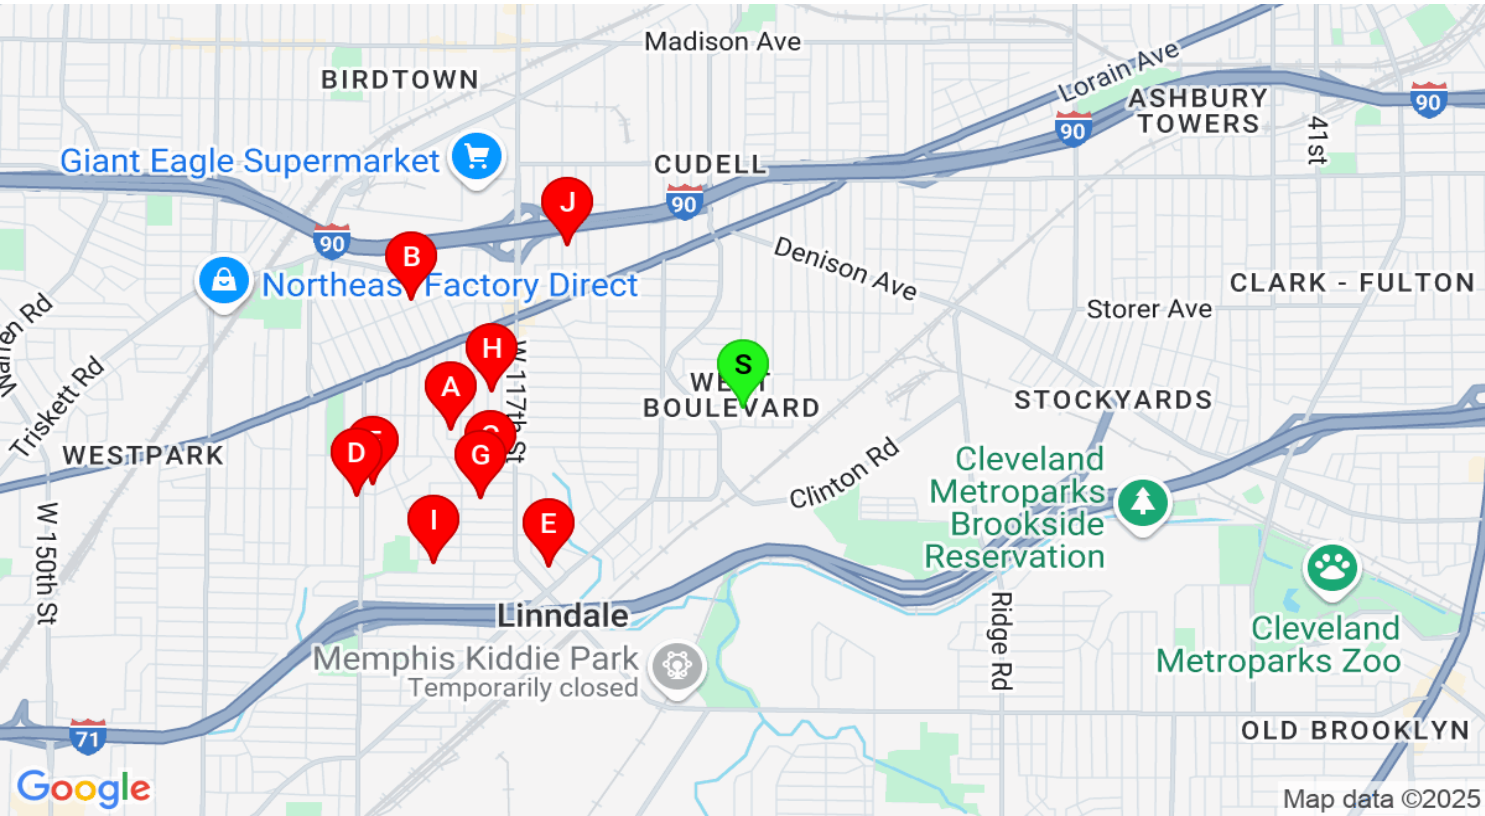 Madison Ave
Lorain Ave
BIRDTOWN
ASHBURY
TOWERS
90
90
41st
Giant Eagle Supermarket
CUDELL
J
90
90
B
Denison Ave
Northeast Factory Direct
CLARK - FULTON
Storer Ave
Warren Rd
Triskett Rd
H
W 117th St
S
A
WEST
BOULEVARD
STOCKYARDS
WESTPARK
D
G
Clinton Rd
Cleveland
Metroparks
Brookside
Reservation
I
E
W 150th St
Linndale
Ridge Rd
Cleveland
Metroparks Zoo
Memphis Kiddie Park
Temporarily closed
71
OLD BROOKLYN
Google
Map data ©2025